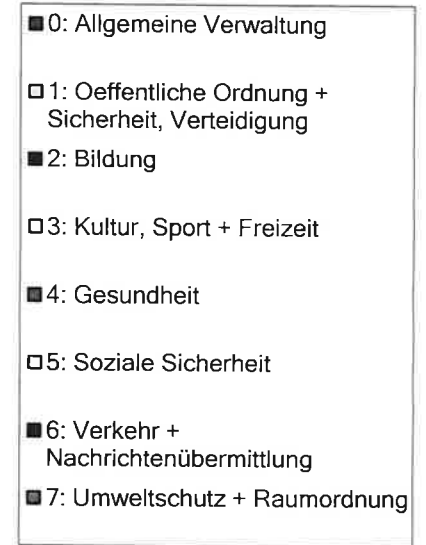 0: Allgemeine Verwaltung
1: Oeffentliche Ordnung +
Sicherheit, Verteidigung
2: Bildung
3: Kultur, Sport + Freizeit
4: Gesundheit
5: Soziale Sicherheit
6: Verkehr +
Nachrichtenübermittlung
7: Umweltschutz + Raumordnung